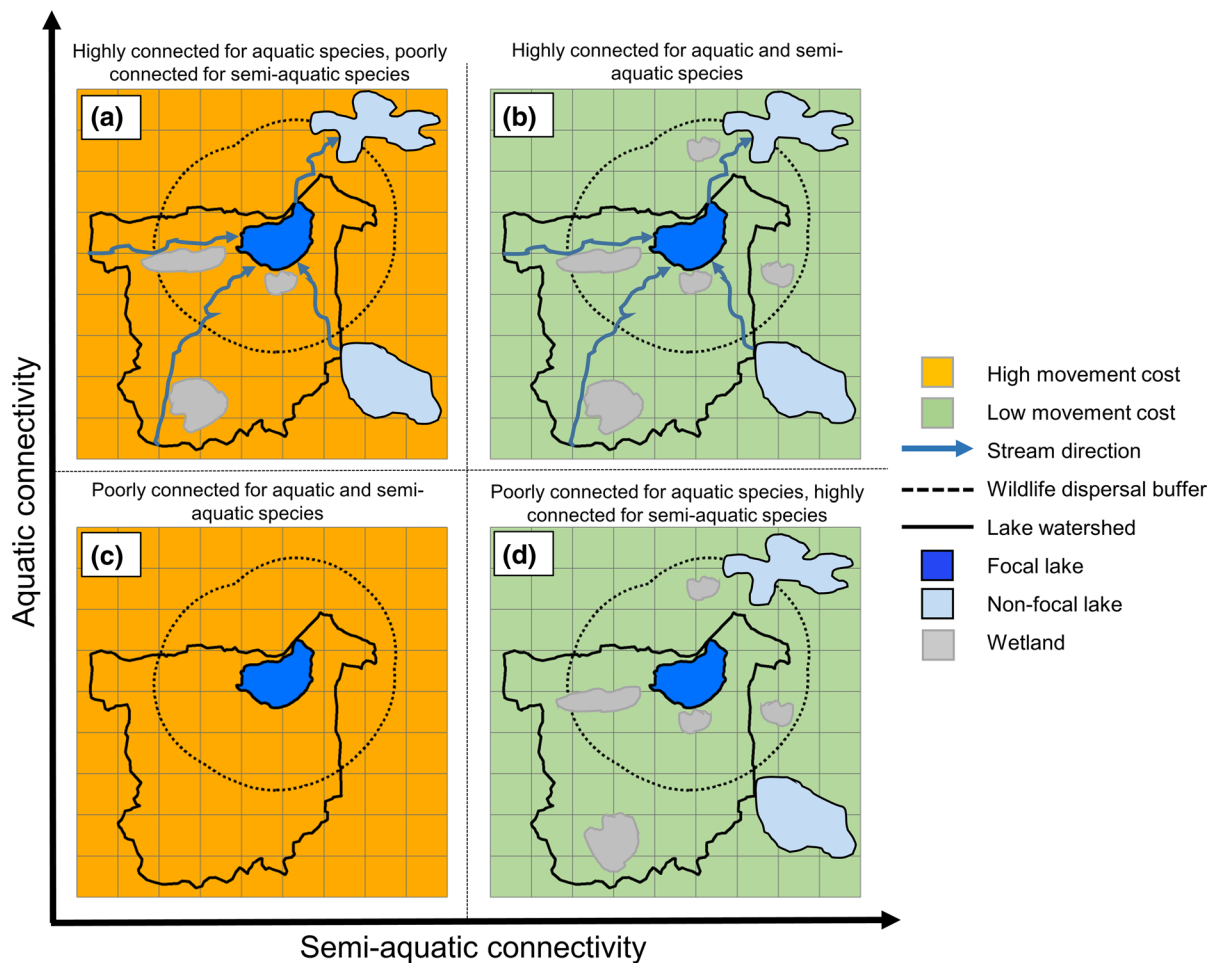 Highly connected for aquatic species, poorly
connected for semi-aquatic species
Highly connected for aquatic and semi-
aquatic species
(a)
(b)
Poorly connected for aquatic and semi-
aquatic species
Poorly connected for aquatic species, highly
connected for semi-aquatic species
(c)
(d)
Aquatic connectivity
Semi-aquatic connectivity
High movement cost
Low movement cost
Stream direction
Wildlife dispersal buffer
Lake watershed
Focal lake
Non-focal lake
Wetland